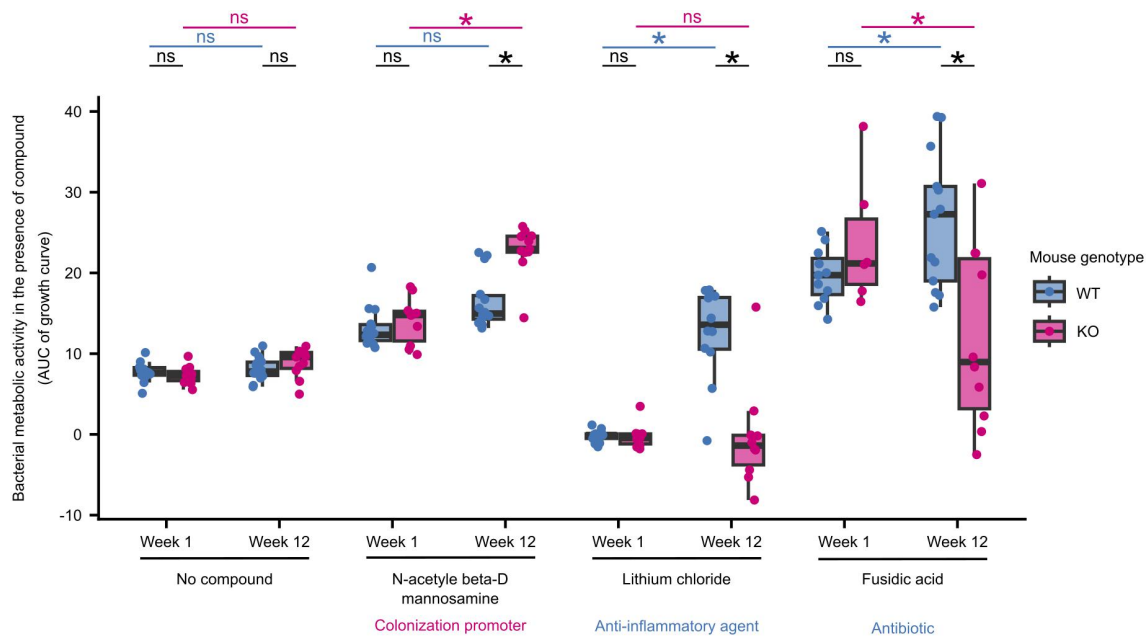 ns ns * ns *
ns ns * *
ns ns ns * ns * ns *
Bacterial metabolic activity in the presence of compound
(AUC of growth curve)
40
30
20
10
0
-10
Mouse genotype
WT
KO
Week 1 Week 12 Week 1 Week 12 Week 1 Week 12 Week 1 Week 12
No compound N-acetyle beta-D Lithium chloride Fusidic acid
mannosamine
Colonization promoter Anti-inflammatory agent Antibiotic